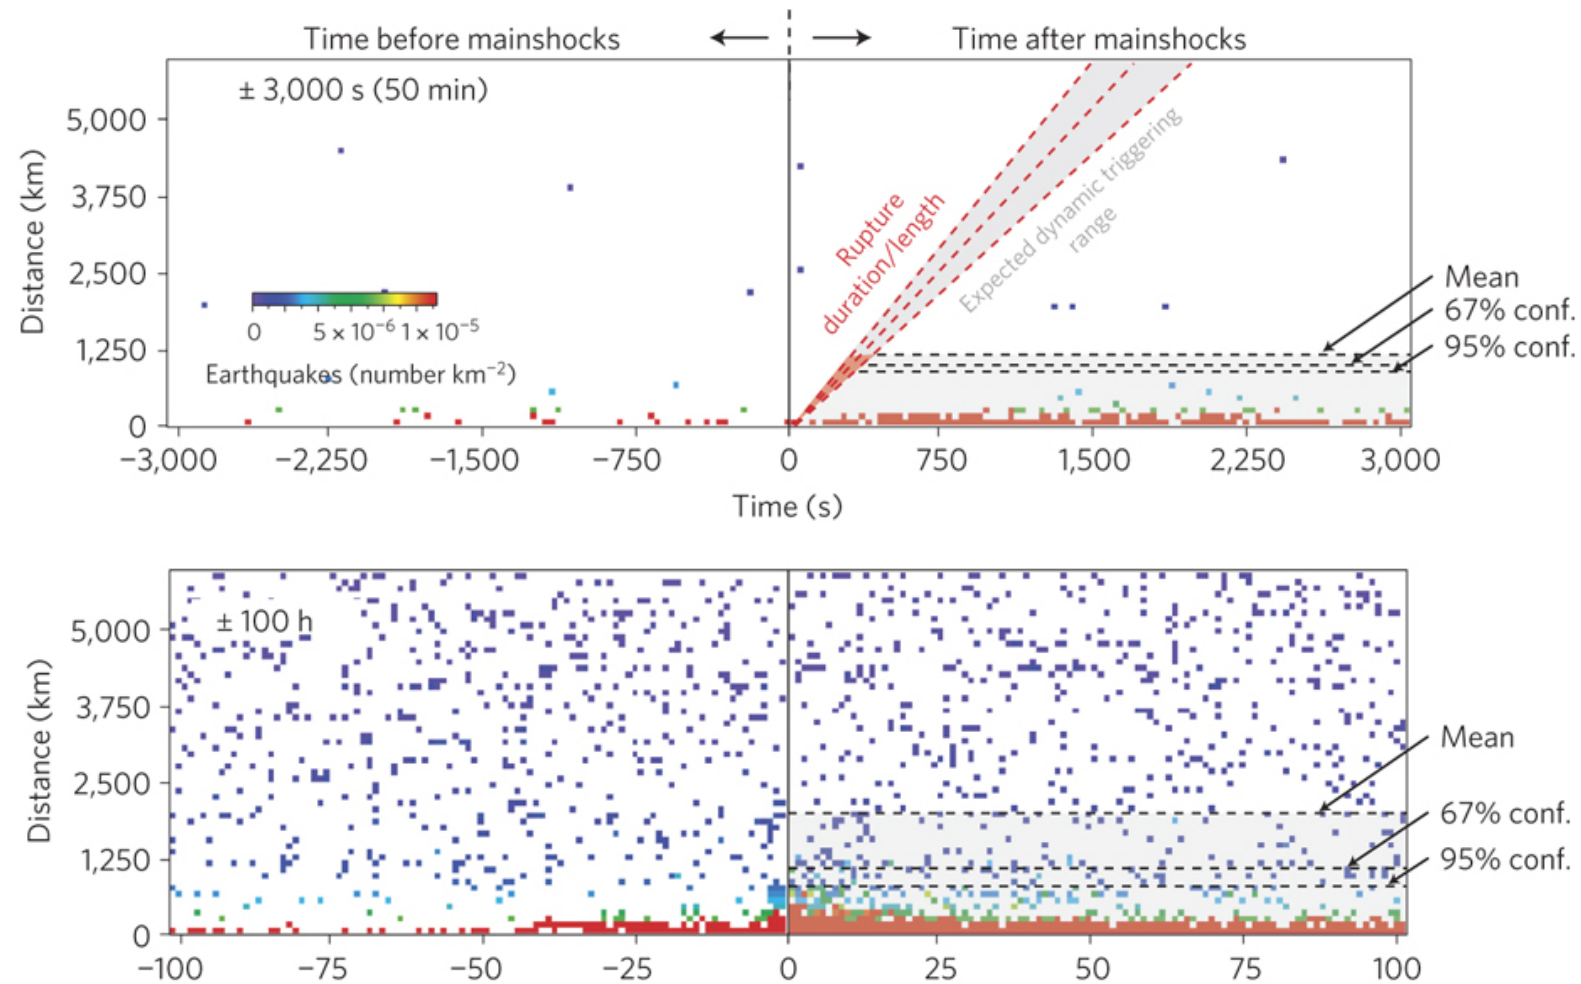 Time before mainshocks
Time after mainshocks
± 3,000 s (50 min)
5,000
3,750
2,500
1,250
0
Distance (km)
0 5 × 10−6 1 × 10−5
Earthquakes (number km−2)
Rupture
duration/length
Expected dynamic triggering
range
Mean
67% conf.
95% conf.
−3,000 −2,250 −1,500 −750 0 750 1,500 2,250 3,000
Time (s)
± 100 h
5,000
3,750
2,500
1,250
0
Distance (km)
Mean
67% conf.
95% conf.
−100 −75 −50 −25 0 25 50 75 100